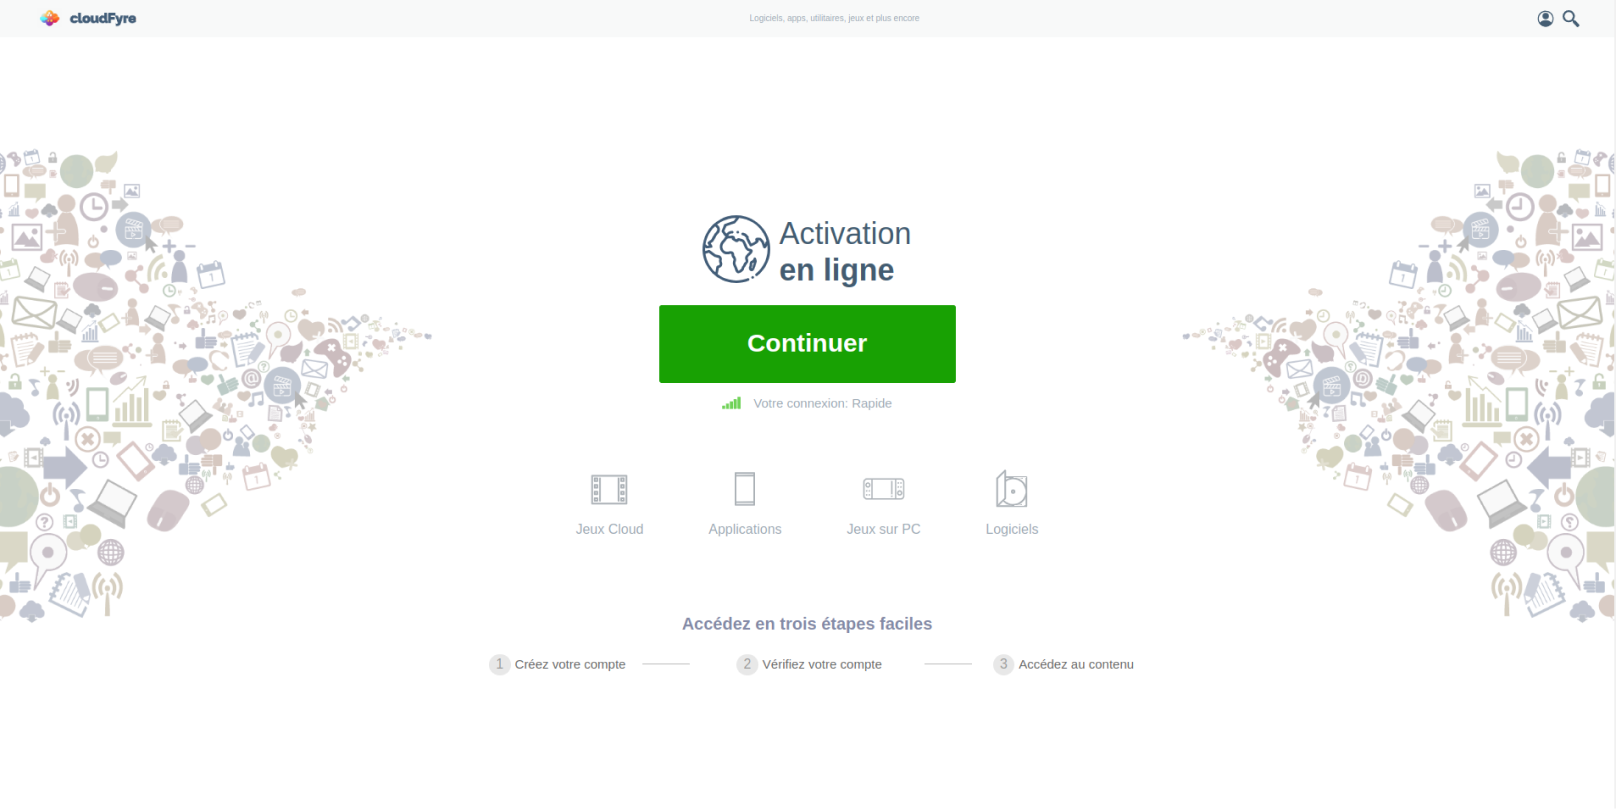 cloudFyre
Logiciels, apps, utilitaires, jeux et plus encore
Activation
en ligne
Continuer
Votre connexion: Rapide
Jeux Cloud
Applications
Jeux sur PC
Logiciels
Accédez en trois étapes faciles
1 Créez votre compte
2 Vérifiez votre compte
3 Accédez au contenu